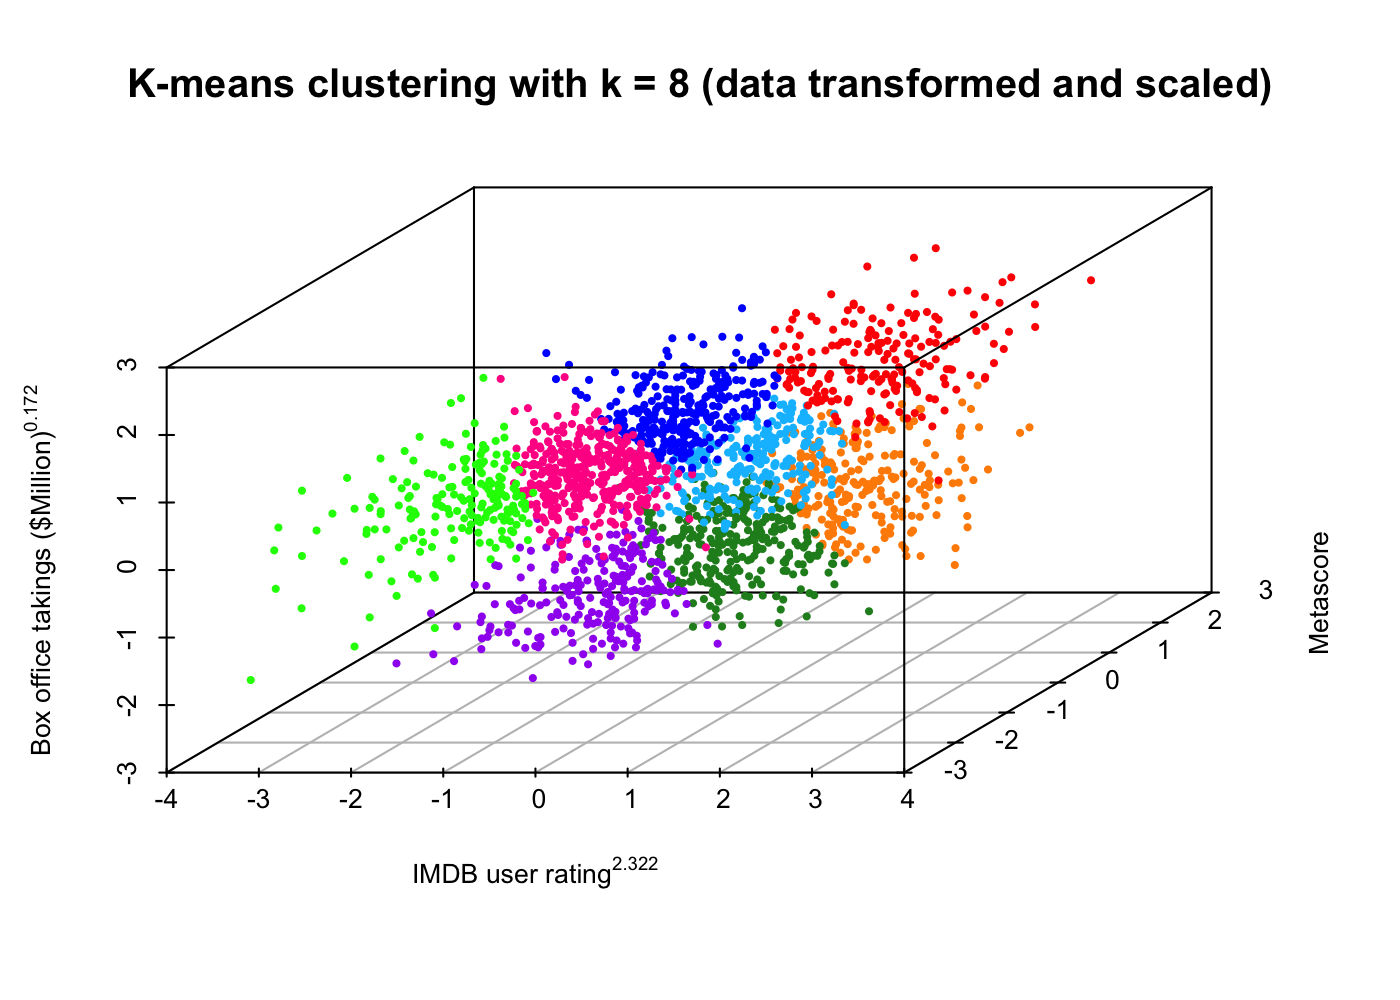 K-means clustering with k = 8 (data transformed and scaled)
Box office takings ($Million)^0.172
3
2
1
0
-1
-2
-3
-4 -3 -2 -1 0 1 2 3 4
IMDB user rating^2.322
-3
-2
-1
0
1
2
3
Metascore